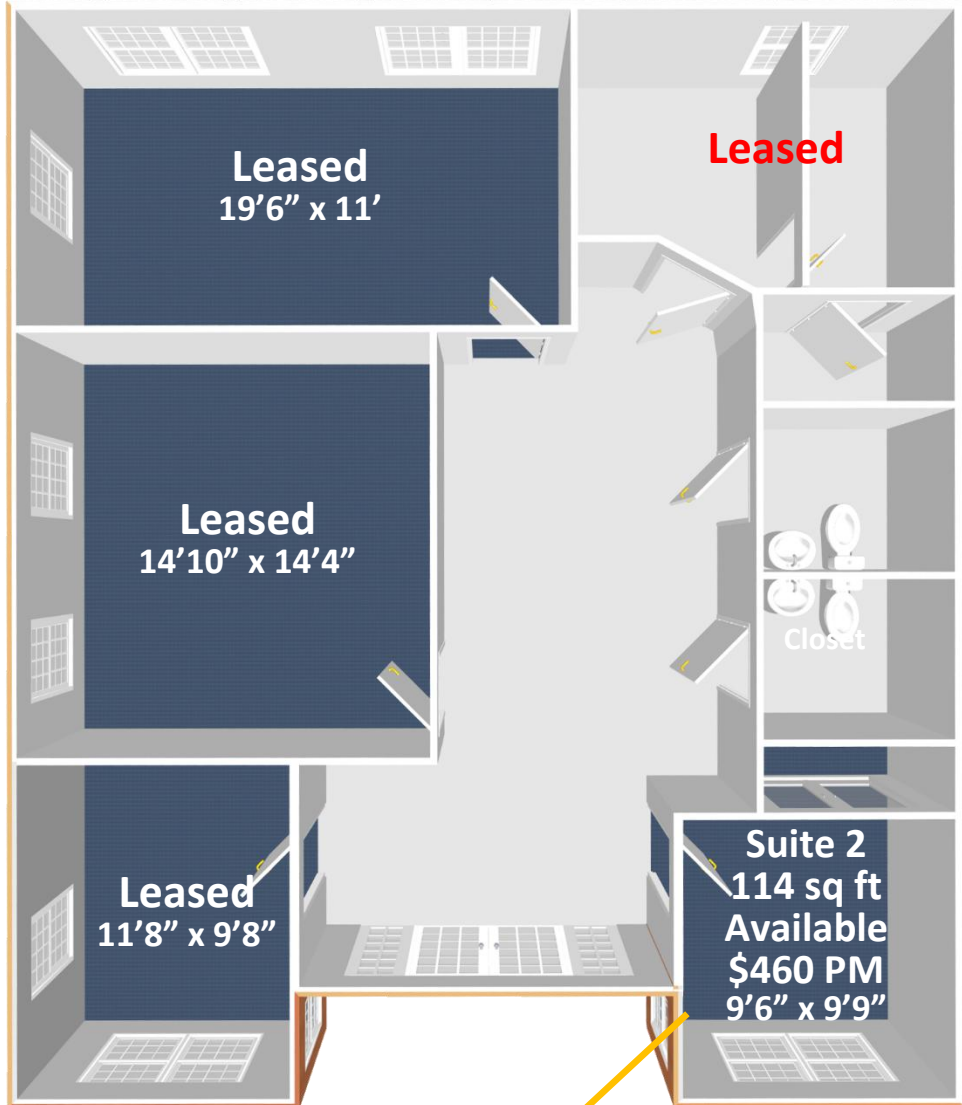 Leased
19’6” x 11’
Leased
Leased
14’10” x 14’4”
Closet
Leased
11’8” x 9’8”
Suite 2
114 sq ft
Available
$460 PM
9’6” x 9’9”